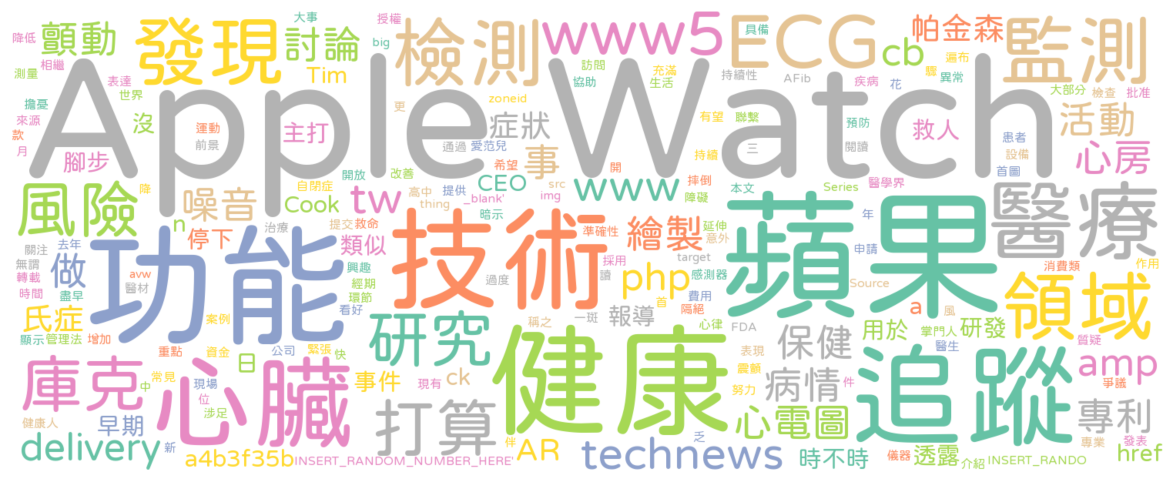 Apple Watch
發現
顫動
討論
大事
Tim
降低
相繼
測量
表達
世界
擔憂
來源
款
月
運動
前景
主打
腳步
授權
big
更
檢測
www5
訪問
協助
充滿
生活
zoneid
通過
愛范兒
希望
症狀
事
CEO
www
ECG
cb
具備
持續性
AFib
有望
聯繫
持續
三
預防
閱讀
疾病
花
帕金森
遍布
驟
異常
救人
醫學界
監測
大部分
檢查
批准
活動
患者
設備
首圖
心房
風險
噪音
自閉症
Cook
n
停下
降
治療
開放
改善
高中
thing
提供
_blank'
暗示
tw
提交
救命
類似
src
img
開
摔倒
障礙
準確性
繪製
延伸
意外
本文
Series
年
申請
醫療
關注
去年
無謂
轉載
做
時間
盡早
avw
醫材
功能
興趣
經期
環節
看好
技術
過度
採用
讀
php
首
target
感測器
費用
隔絕
蘋果
Source
a
風
消費類
作用
領域
氏症
顯示
管理法
增加
案例
研究
稱之
一斑
報導
心律
FDA
保健
用於
掌門人
醫生
研發
質疑
爭議
amp
庫克
重點
常見
資金
日
中
公司
現場
位
涉足
緊張
快
事件
現有
ck
健康
表現
震顫
努力
病情
件
追蹤
專利
專業
發表
href
心臟
打算
健康人
早期
新
delivery
a4b3f35b
INSERT_RANDOM_NUMBER_HERE'
伴
AR
乏
technews
心電圖
時不時
儀器
透露
介紹
INSERT_RANDO